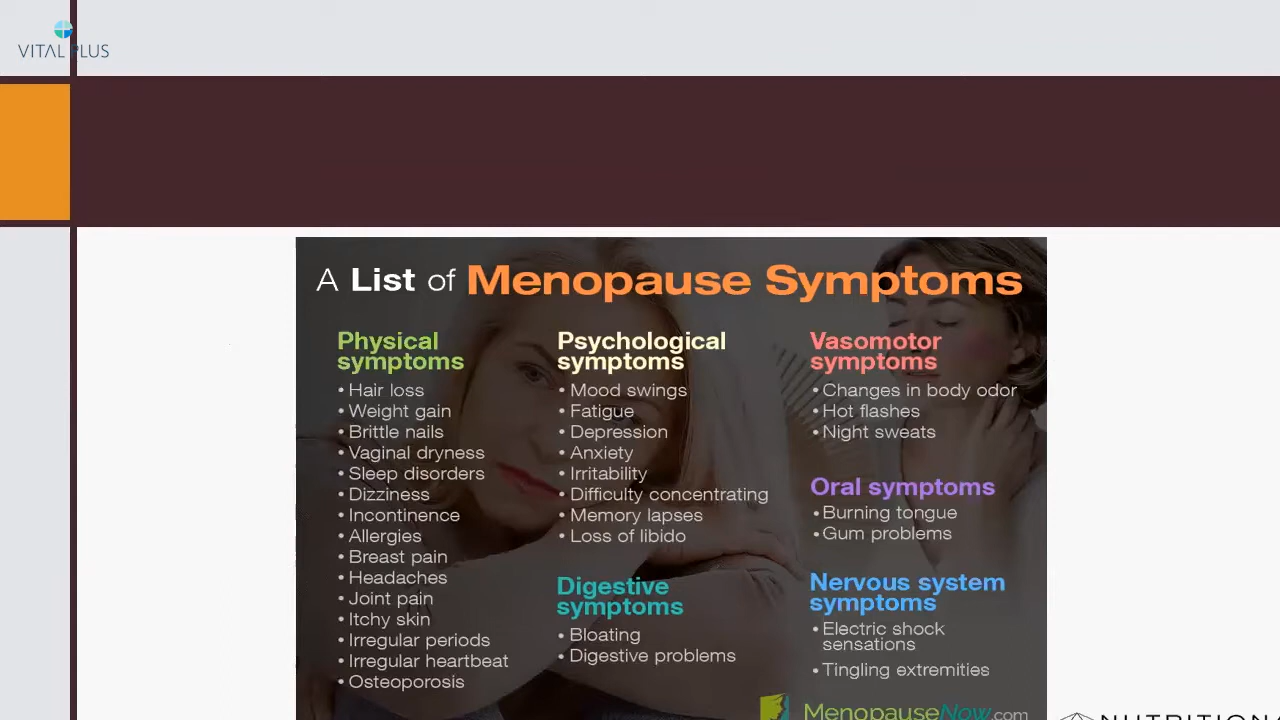 VITAL PLUS
A List of Menopause Symptoms
Physical
symptoms
• Hair loss
• Weight gain
• Brittle nails
• Vaginal dryness
• Sleep disorders
• Dizziness
• Incontinence
• Allergies
• Breast pain
• Headaches
• Joint pain
• Itchy skin
• Irregular periods
• Irregular heartbeat
• Osteoporosis
Psychological
symptoms
• Mood swings
• Fatigue
• Depression
• Anxiety
• Irritability
• Difficulty concentrating
• Memory lapses
• Loss of libido
Digestive
symptoms
• Bloating
• Digestive problems
Vasomotor
symptoms
• Changes in body odor
• Hot flashes
• Night sweats
Oral symptoms
• Burning tongue
• Gum problems
Nervous system
symptoms
• Electric shock
sensations
• Tingling extremities
MenopauseNow.com
NUTRITION